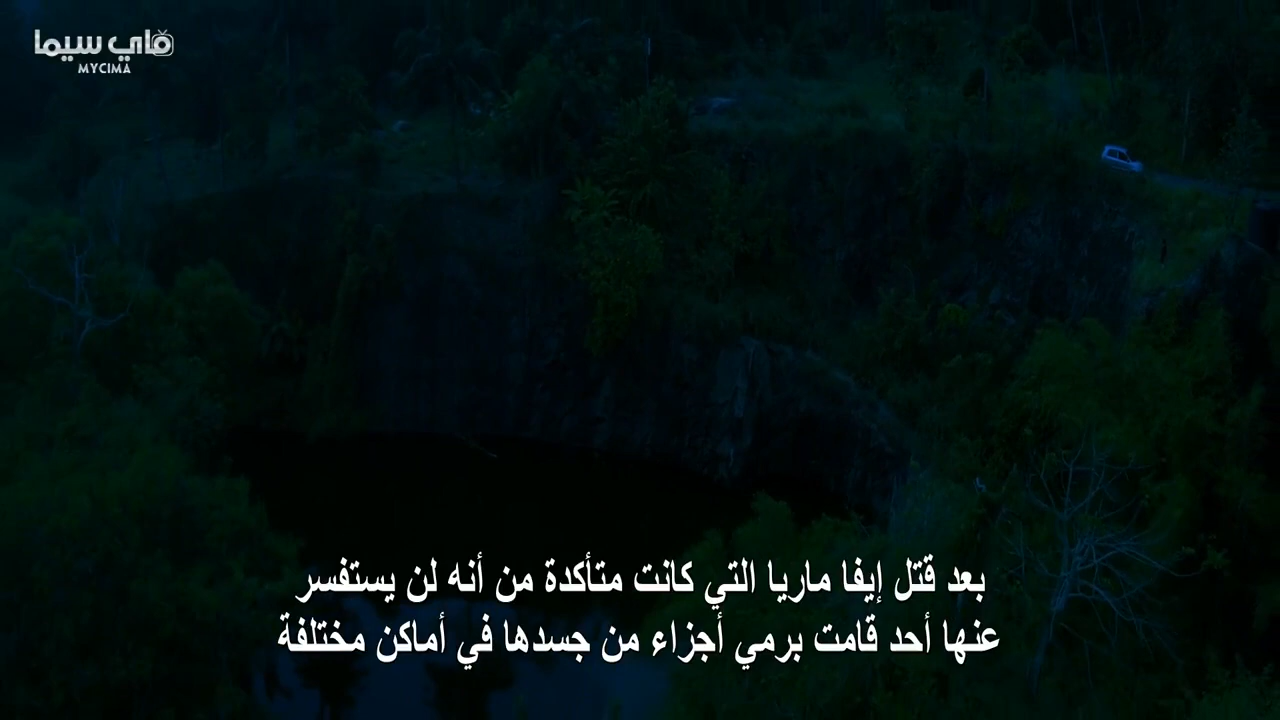 ماي سيما
MYCIMA
بعد قتل إيفا ماريا التي كانت متأكدة من أنه لن يستفسر
عنها أحد قامت برمي أجزاء من جسدها في أماكن مختلفة